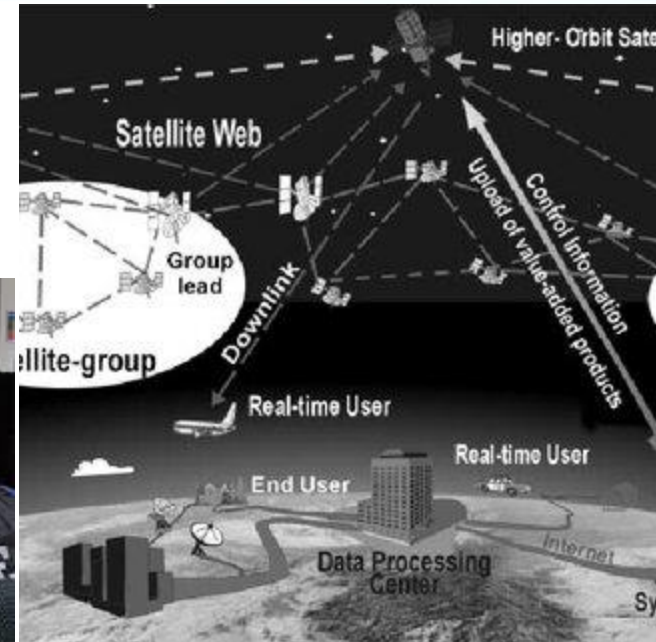 Higher- Orbit Sate
Satellite Web
Control Information
Upload of value-added products
Group
lead
Downlink
ellite-group
Real-time User
Real-time User
End User
Data Processing
Center
Internet
Sy